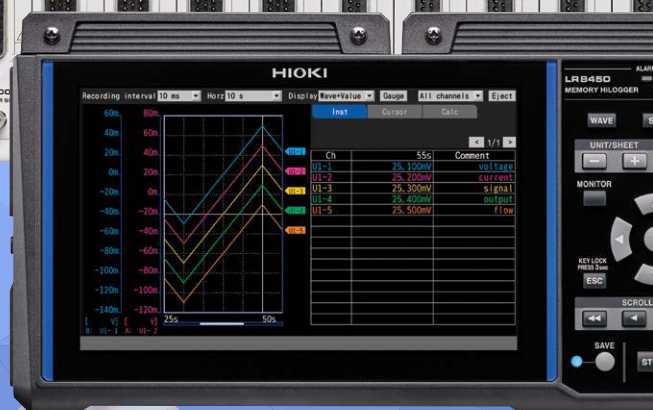 HIOKI
ALARM
LR8450
MEMORY HiLOGGER
Recording interval 10 ms Horz 10 s Display Wave+Value Gauge All channels Eject
Inst Cursor Calc
1/1
Ch 55s Comment
U1-1 25.100mV voltage
U1-2 25.200mV current
U1-3 25.300mV signal
U1-4 25.400mV output
U1-5 25.500mV flow
60m 80m
40m 60m
20m 40m
0m 20m
-20m 0m
-40m -20m
-60m -40m
-80m -60m
-100m -80m
-120m -100m
-140m -120m
[ V] [ V]
B: U1- 1 A: U1- 2
25s 50s
U1-1
U1-2
U1-3
U1-4
U1-5
WAVE
UNIT/SHEET
MONITOR
KEY LOCK
PRESS 3sec
ESC
SCROLL
SAVE